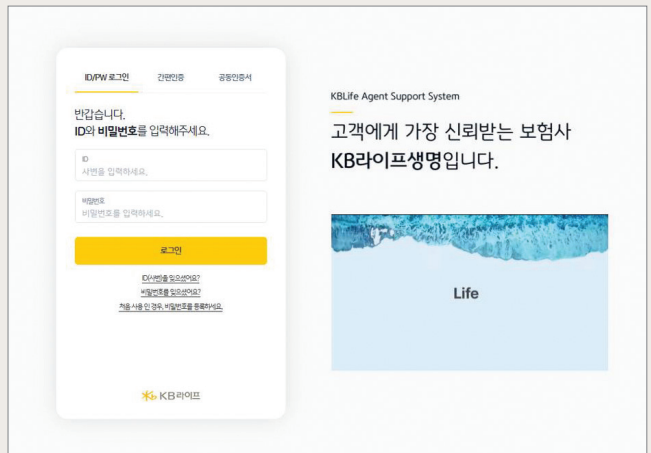 ID/PW 로그인 간편인증 공동인증서
반갑습니다.
ID와 비밀번호를 입력해주세요.
ID
사번을 입력하세요.
비밀번호
비밀번호를 입력하세요.
로그인
ID(사번)을 잊으셨어요?
비밀번호를 잊으셨어요?
처음 사용 인 경우, 비밀번호를 등록하세요.
KB라이프
KBLife Agent Support System
고객에게 가장 신뢰받는 보험사
KB라이프생명입니다.
Life